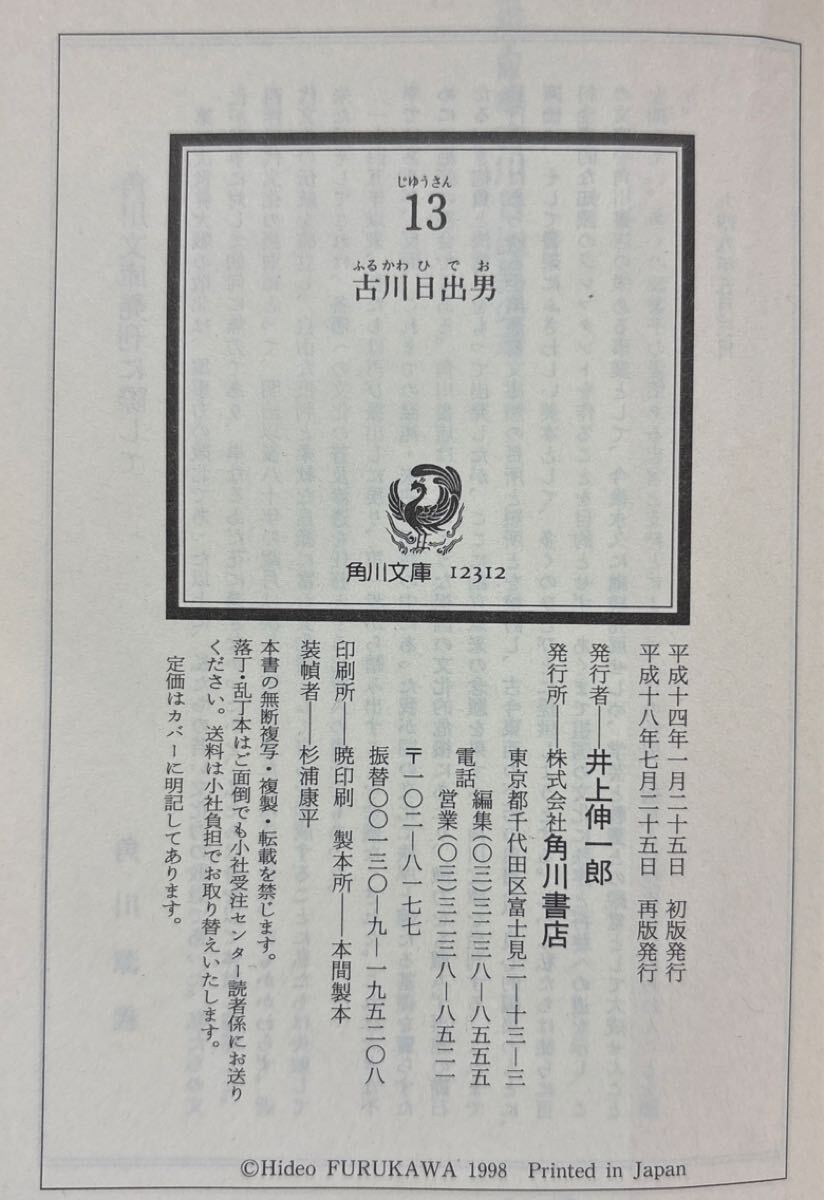 じゆうさん
13
ふるかわひでお
古川日出男
角川文庫 12312
平成十四年一月二十五日 初版発行
平成十八年七月二十五日 再版発行
発行者――井上伸一郎
発行所――株式会社角川書店
東京都千代田区富士見二―十三―三
電話 編集(〇三)三二三八―八五五五
営業(〇三)三二三八―八五二一
〒一〇二―八一七七
振替〇〇一三〇―九―一九五二〇八
印刷所――暁印刷 製本所――本間製本
装幀者――杉浦康平
本書の無断複写・複製・転載を禁じます。
落丁・乱丁本はご面倒でも小社受注センター読者係にお送り
ください。送料は小社負担でお取り替えいたします。
定価はカバーに明記してあります。
©Hideo FURUKAWA 1998 Printed in Japan